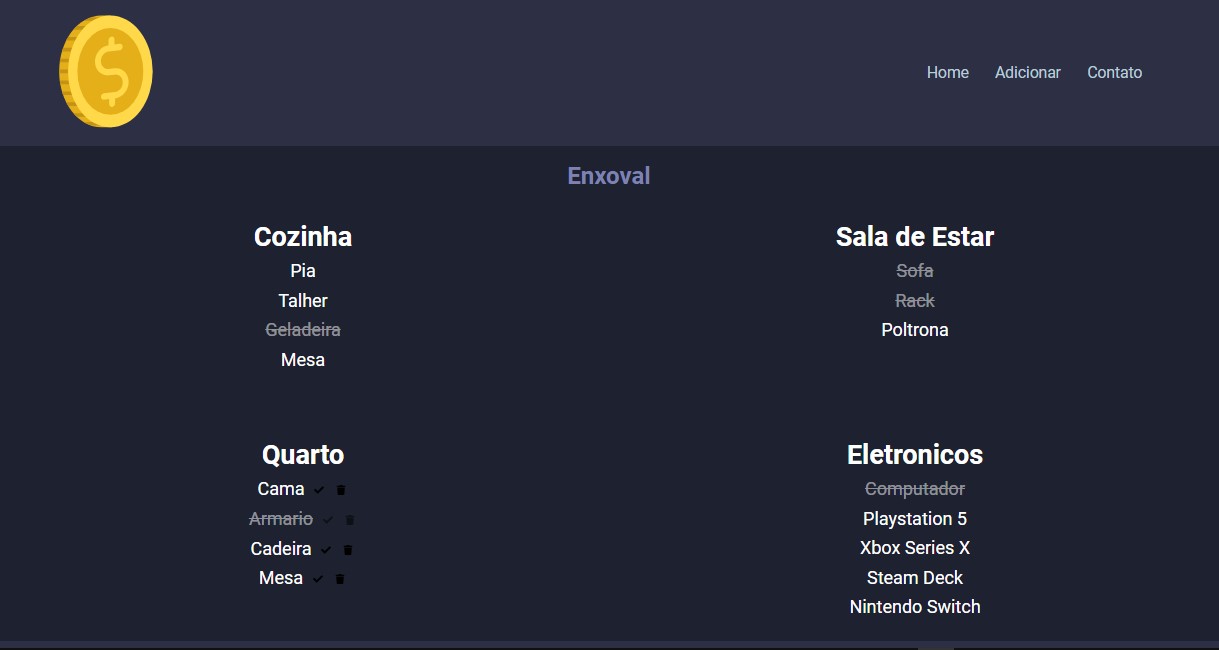 $
Home Adicionar Contato
Enxoval
Cozinha
Pia
Talher
Geladeira
Mesa
Sala de Estar
Sofa
Rack
Poltrona
Quarto
Cama
Armario
Cadeira
Mesa
Eletronicos
Computador
Playstation 5
Xbox Series X
Steam Deck
Nintendo Switch